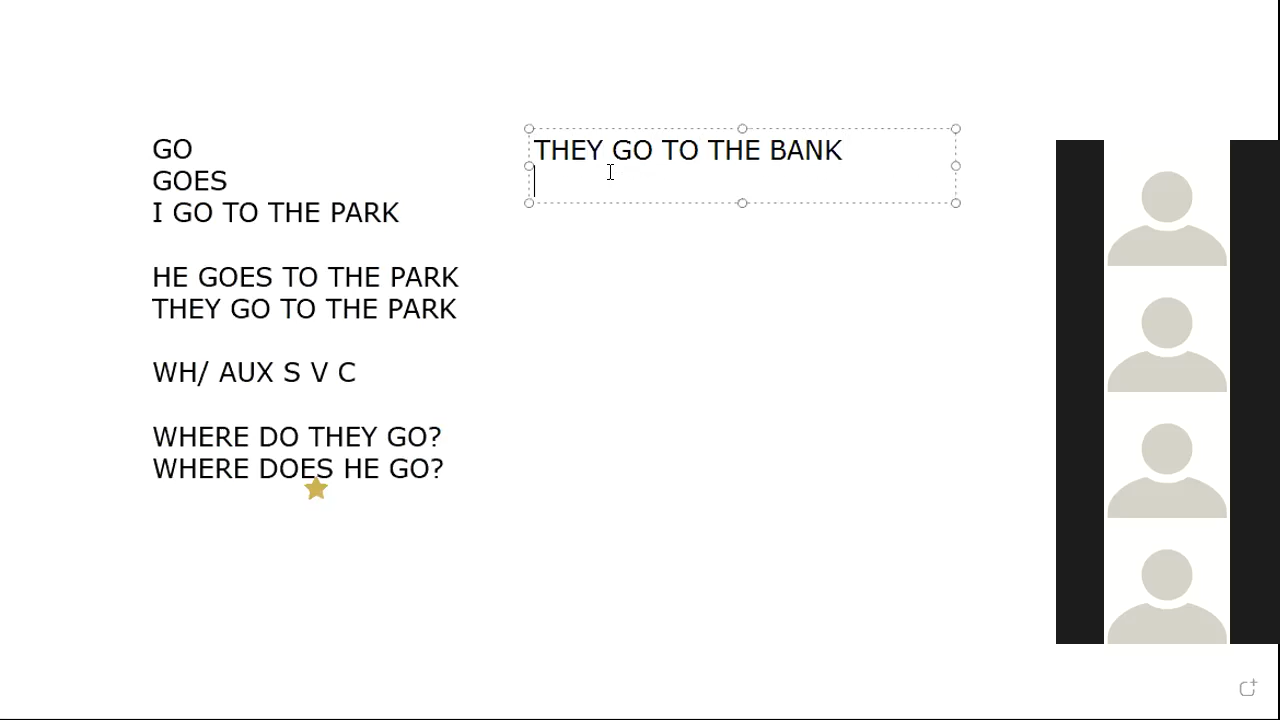 GO
GOES
I GO TO THE PARK
HE GOES TO THE PARK
THEY GO TO THE PARK
WH/ AUX S V C
WHERE DO THEY GO?
WHERE DOES HE GO?
THEY GO TO THE BANK